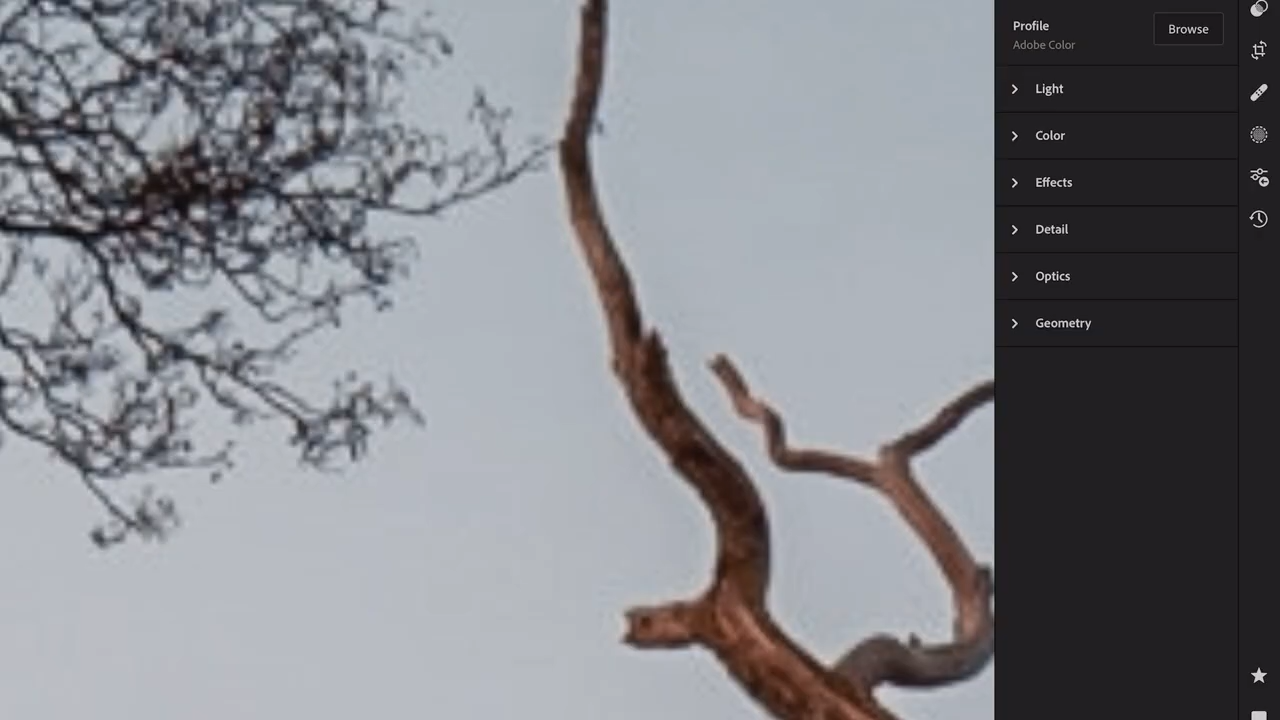 Profile
Adobe Color
Browse
Light
Color
Effects
Detail
Optics
Geometry